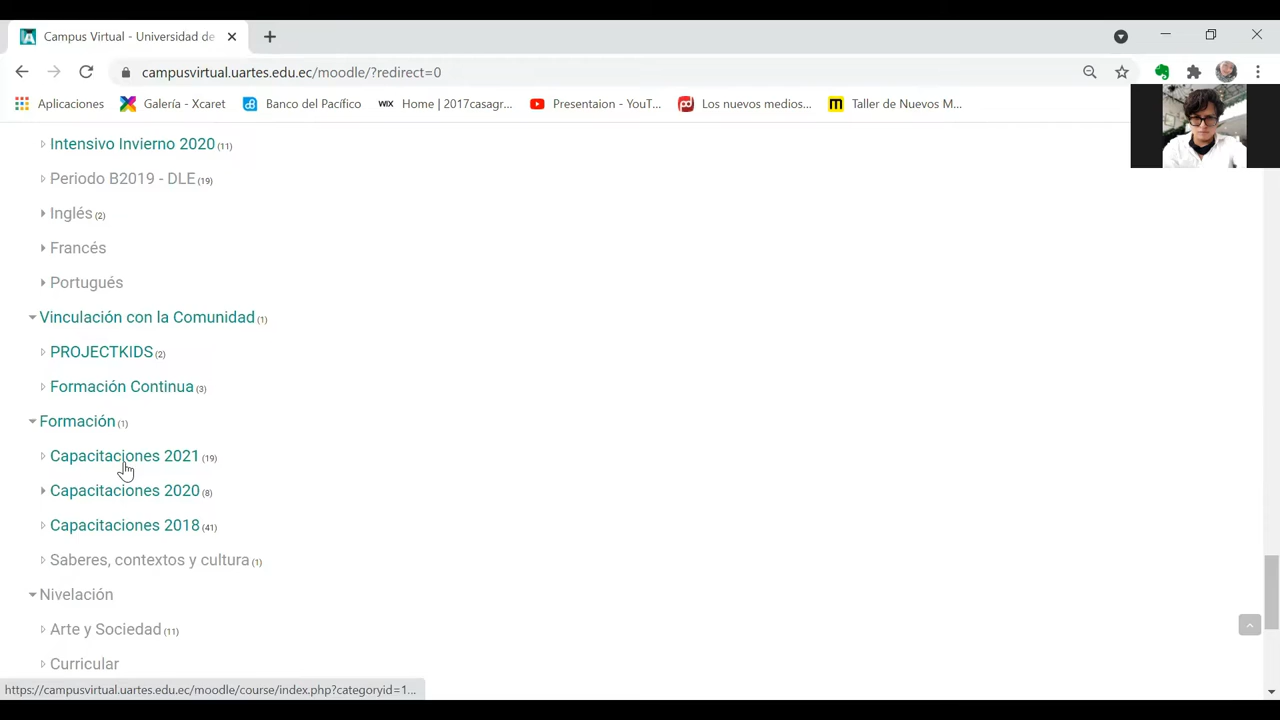 Campus Virtual - Universidad de
campusvirtual.uartes.edu.ec/moodle/?redirect=0
Aplicaciones Galería - Xcaret Banco del Pacífico WIX Home | 2017casagr... Presentaion - YouT... Los nuevos medios... Taller de Nuevos M...
Intensivo Invierno 2020 (11)
Periodo B2019 - DLE (19)
Inglés (2)
Francés
Portugués
Vinculación con la Comunidad (1)
PROJECTKIDS (2)
Formación Continua (3)
Formación (1)
Capacitaciones 2021 (19)
Capacitaciones 2020 (8)
Capacitaciones 2018 (41)
Saberes, contextos y cultura (1)
Nivelación
Arte y Sociedad (11)
Curricular
https://campusvirtual.uartes.edu.ec/moodle/course/index.php?categoryid=1...